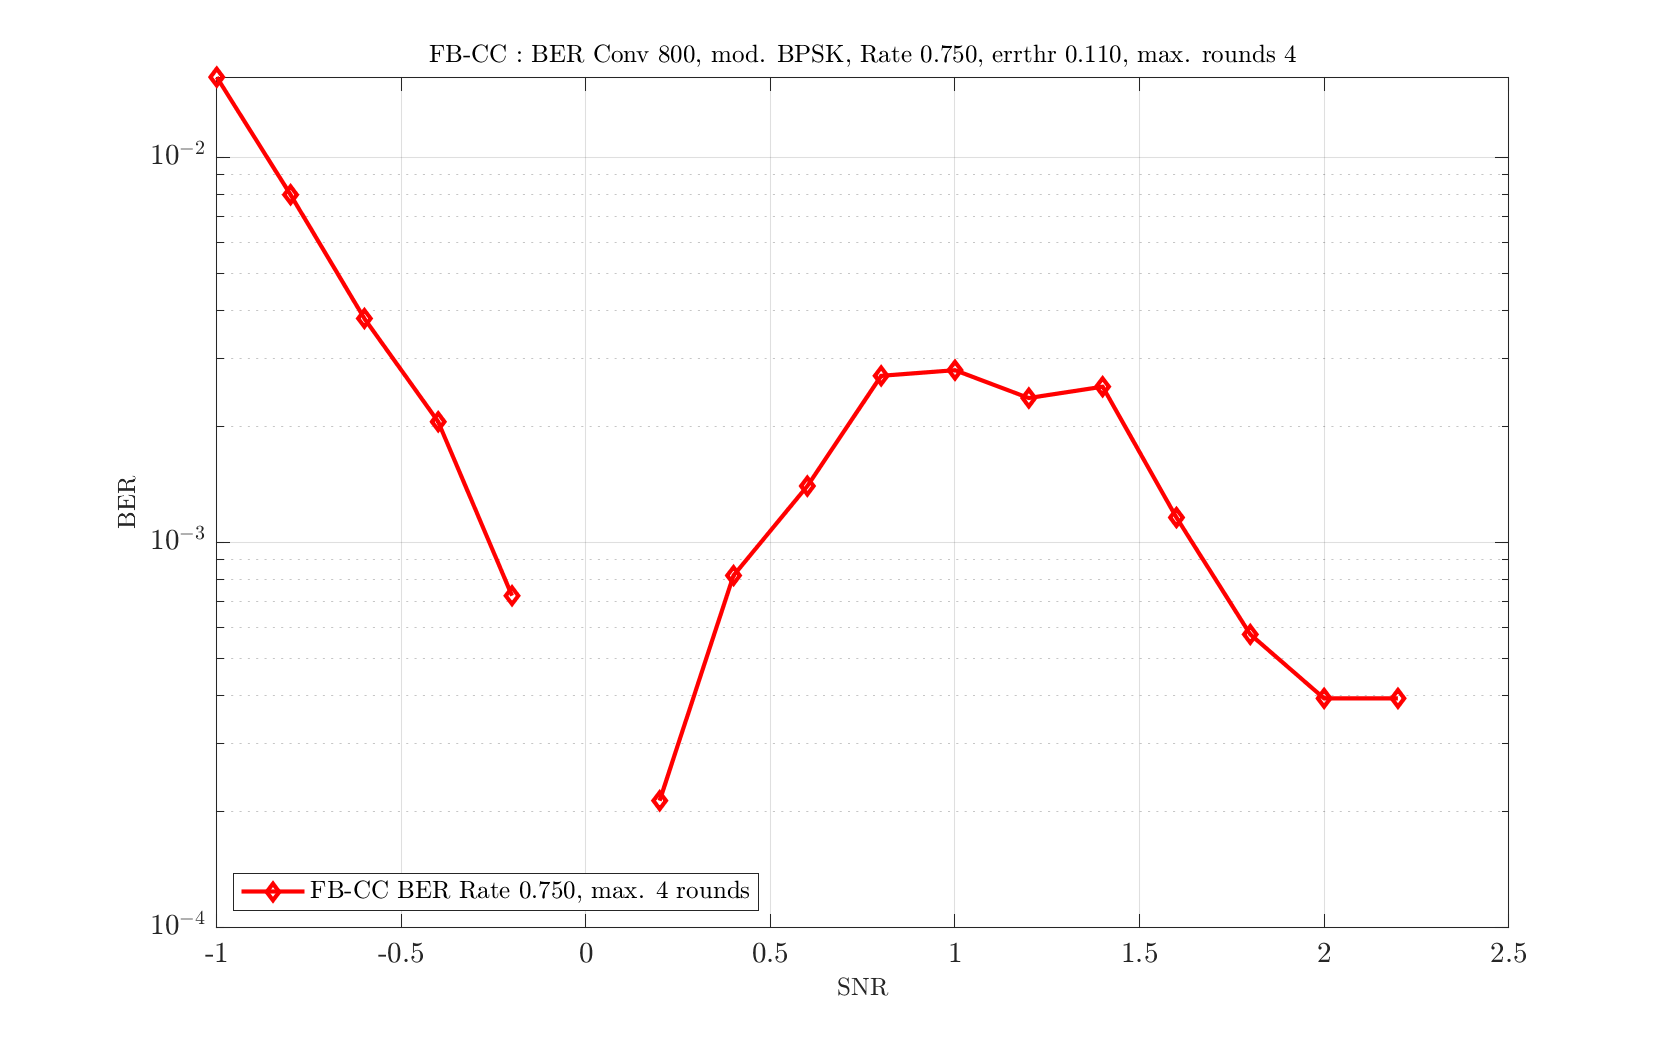 FB-CC : BER Conv 800, mod. BPSK, Rate 0.750, errthr 0.110, max. rounds 4
10^{-2}
BER
10^{-3}
FB-CC BER Rate 0.750, max. 4 rounds
10^{-4}
-1 -0.5 0 0.5 1 1.5 2 2.5
SNR